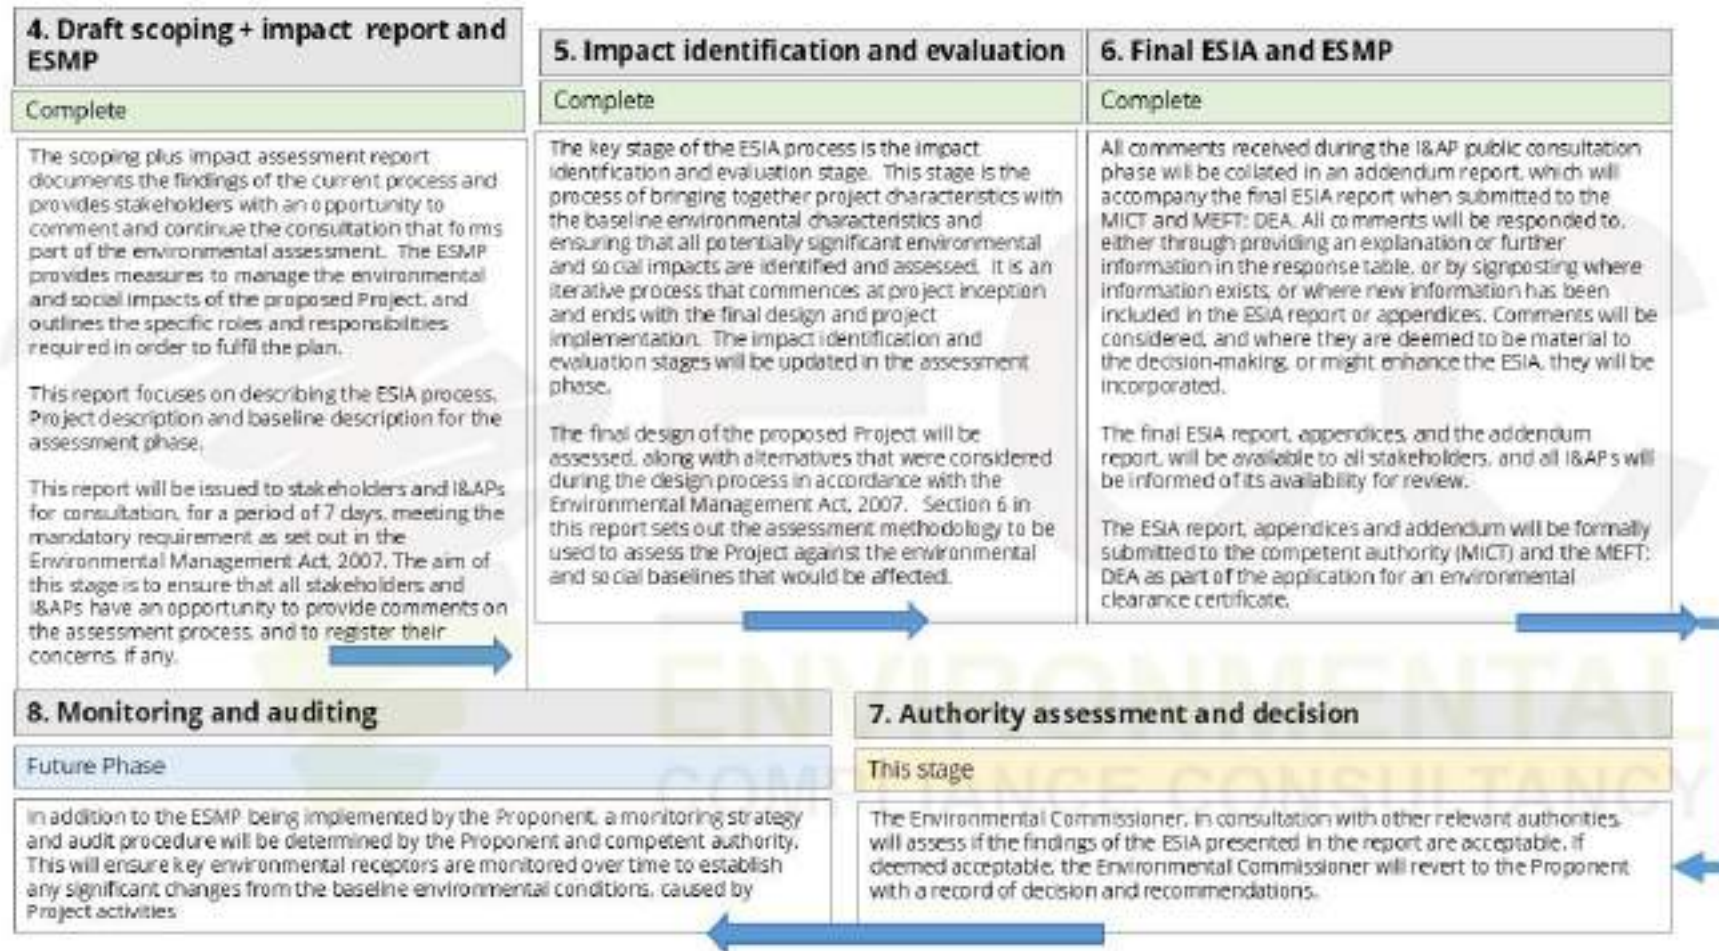 4. Draft scoping + impact report and
ESMP
Complete
The scoping plus impact assessment report
documents the findings of the current process and
provides stakeholders with an opportunity to
comment and continue the consultation that forms
part of the environmental assessment. The ESMP
provides measures to manage the environmental
and social impacts of the proposed Project, and
outlines the specific roles and responsibilities
required in order to fulfil the plan.
This report focuses on describing the ESIA process,
Project description and baseline description for the
assessment phase.
This report will be issued to stakeholders and I&APs
for consultation, for a period of 7 days, meeting the
mandatory requirement as set out in the
Environmental Management Act, 2007. The aim of
this stage is to ensure that all stakeholders and
I&APs have an opportunity to provide comments on
the assessment process, and to register their
concerns, if any.
5. Impact identification and evaluation
Complete
The key stage of the ESIA process is the impact
identification and evaluation stage. This stage is the
process of bringing together project characteristics with
the baseline environmental characteristics and
ensuring that all potentially significant environmental
and social impacts are identified and assessed. It is an
iterative process that commences at project inception
and ends with the final design and project
implementation. The impact identification and
evaluation stages will be updated in the assessment
phase.
The final design of the proposed Project will be
assessed, along with alternatives that were considered
during the design process in accordance with the
Environmental Management Act, 2007. Section 6 in
this report sets out the assessment methodology to be
used to assess the Project against the environmental
and social baselines that would be affected.
6. Final ESIA and ESMP
Complete
All comments received during the I&AP public consultation
phase will be collated in an addendum report, which will
accompany the final ESIA report when submitted to the
MICT and MEFT: DEA. All comments will be responded to,
either through providing an explanation or further
information in the response table, or by signposting where
information exists, or where new information has been
included in the ESIA report or appendices. Comments will be
considered, and where they are deemed to be material to
the decision-making, or might enhance the ESIA, they will be
incorporated.
The final ESIA report, appendices, and the addendum
report, will be available to all stakeholders, and all I&APs will
be informed of its availability for review.
The ESIA report, appendices and addendum will be formally
submitted to the competent authority (MICT) and the MEFT:
DEA as part of the application for an environmental
clearance certificate.
7. Authority assessment and decision
This stage
The Environmental Commissioner, in consultation with other relevant authorities,
will assess if the findings of the ESIA presented in the report are acceptable. If
deemed acceptable, the Environmental Commissioner will revert to the Proponent
with a record of decision and recommendations.
8. Monitoring and auditing
Future Phase
In addition to the ESMP being implemented by the Proponent, a monitoring strategy
and audit procedure will be determined by the Proponent and competent authority.
This will ensure key environmental receptors are monitored over time to establish
any significant changes from the baseline environmental conditions, caused by
Project activities
ENVIRONMENTAL
COMPLIANCE CONSULTANCY